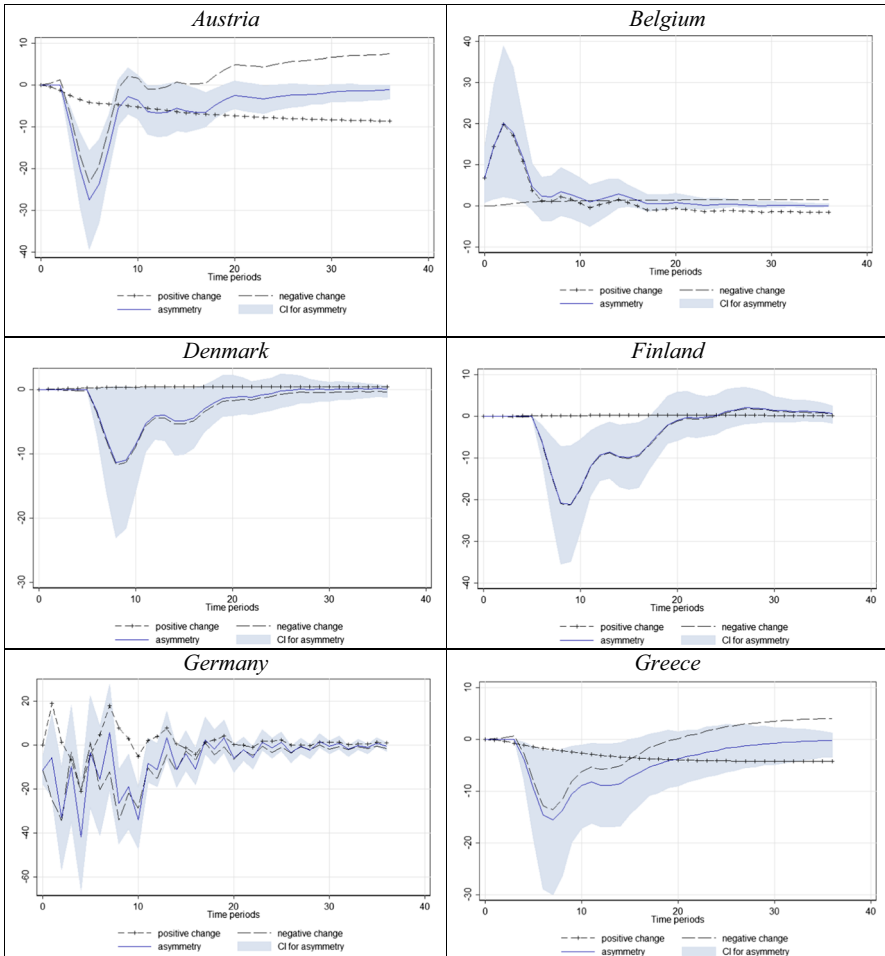 Austria
10
0
-10
-20
-30
-40
0 10 20 30 40
Time periods
positive change negative change
asymmetry CI for asymmetry
Belgium
40
30
20
10
0
-10
0 10 20 30 40
Time periods
positive change negative change
asymmetry CI for asymmetry
Denmark
0
-10
-20
-30
0 10 20 30 40
Time periods
positive change negative change
asymmetry CI for asymmetry
Finland
10
0
-10
-20
-30
-40
0 10 20 30 40
Time periods
positive change negative change
asymmetry CI for asymmetry
Germany
20
0
-20
-40
-60
0 10 20 30 40
Time periods
positive change negative change
asymmetry CI for asymmetry
Greece
10
0
-10
-20
-30
0 10 20 30 40
Time periods
positive change negative change
asymmetry CI for asymmetry